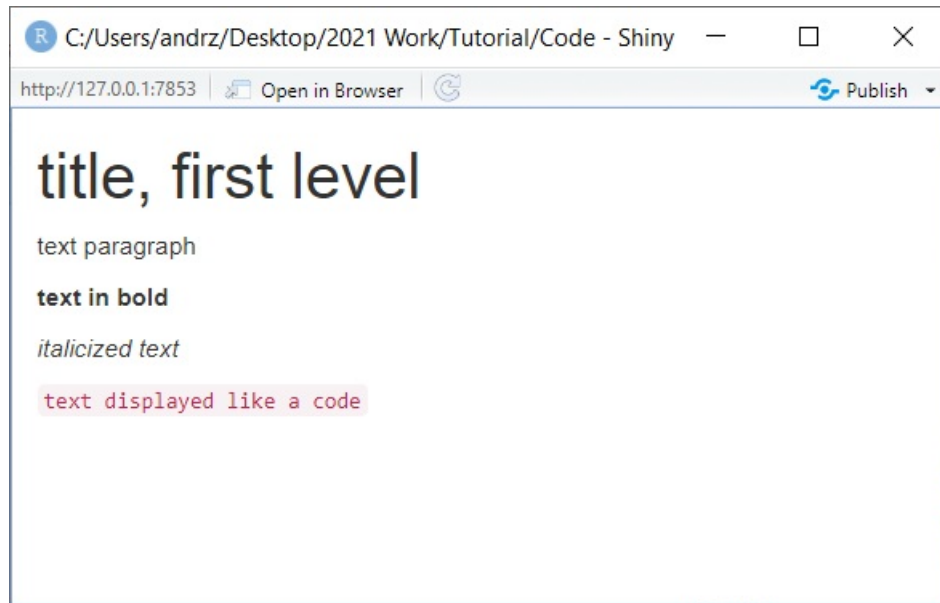 R C:/Users/andrz/Desktop/2021 Work/Tutorial/Code - Shiny
http://127.0.0.1:7853 Open in Browser Publish
title, first level
text paragraph
text in bold
italicized text
text displayed like a code